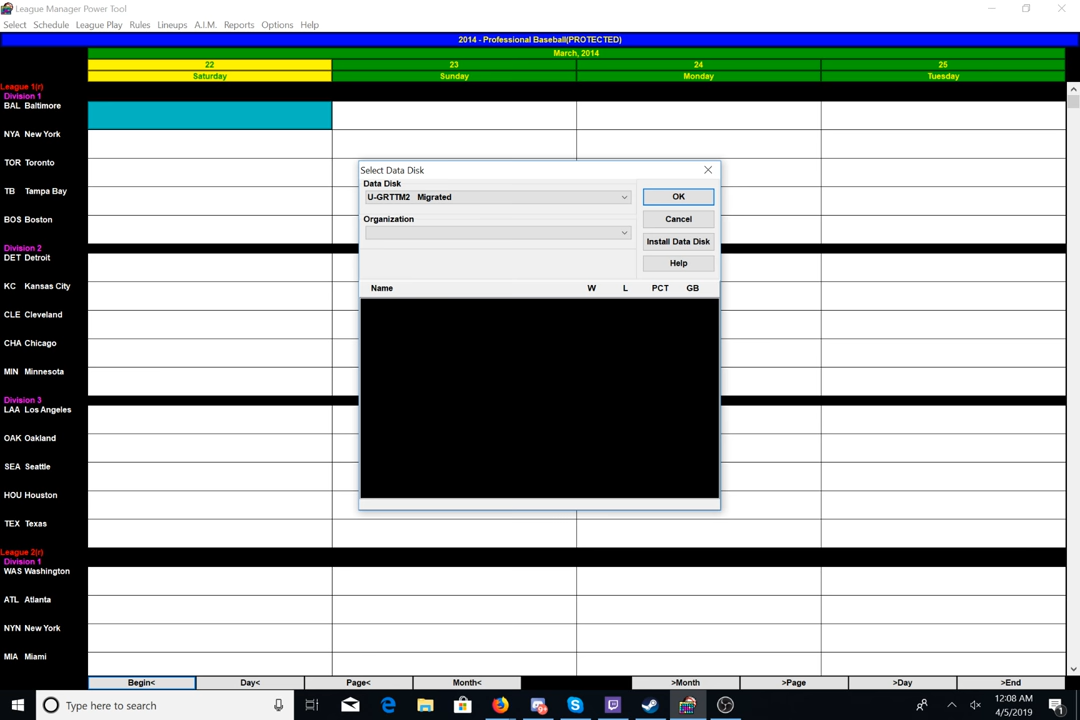 League Manager Power Tool
Select Schedule League Play Rules Lineups A.I.M. Reports Options Help
2014 - Professional Baseball(PROTECTED)
March, 2014
22 23 24 25
Saturday Sunday Monday Tuesday
League 1(r)
Division 1
BAL Baltimore
NYA New York
TOR Toronto
TB Tampa Bay
BOS Boston
Division 2
DET Detroit
KC Kansas City
CLE Cleveland
CHA Chicago
MIN Minnesota
Division 3
LAA Los Angeles
OAK Oakland
SEA Seattle
HOU Houston
TEX Texas
League 2(r)
Division 1
WAS Washington
ATL Atlanta
NYN New York
MIA Miami
Select Data Disk
Data Disk
U-GRTTM2 Migrated
OK
Organization
Cancel
Install Data Disk
Help
Name W L PCT GB
Begin< Day< Page< Month< >Month >Page >Day >End
Type here to search
12:08 AM
4/5/2019
1